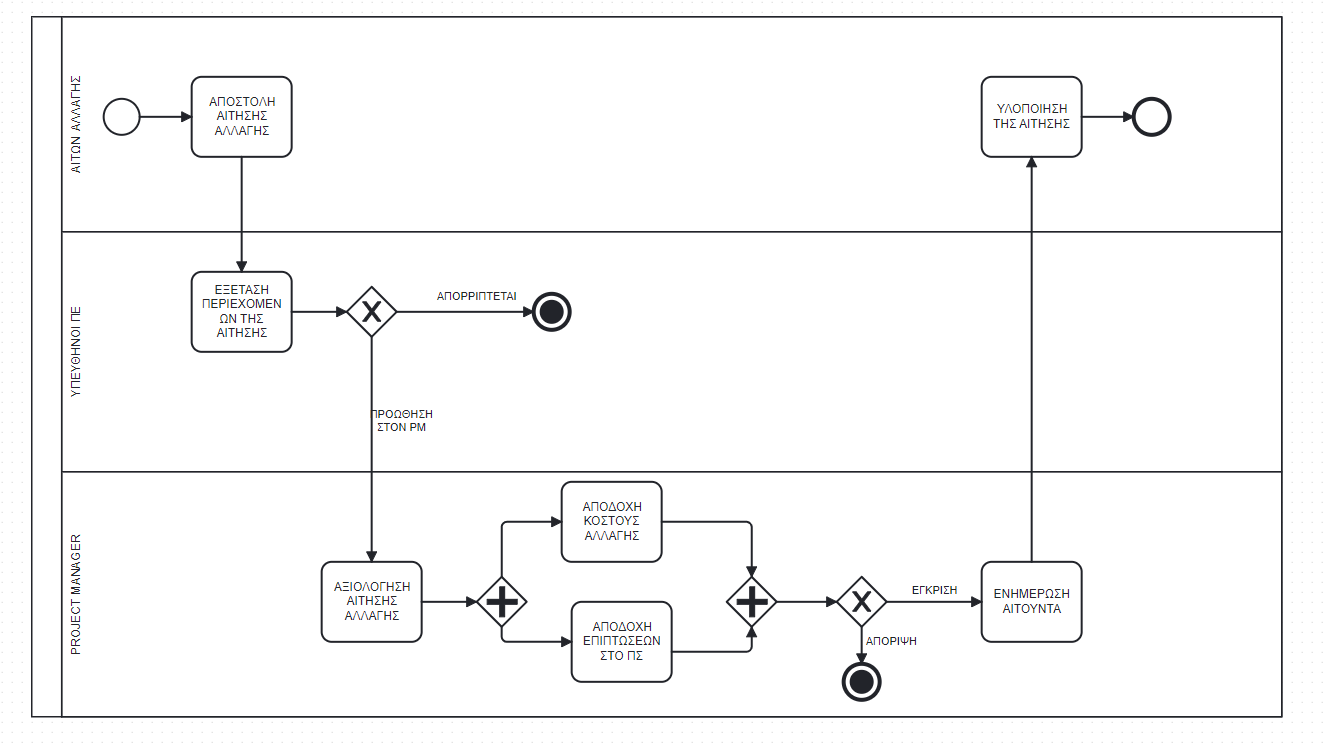 ΑΙΤΩΝ ΑΛΛΑΓΗΣ
ΑΠΟΣΤΟΛΗ
ΑΙΤΗΣΗΣ
ΑΛΛΑΓΗΣ
ΥΛΟΠΟΙΗΣΗ
ΤΗΣ ΑΙΤΗΣΗΣ
ΥΠΕΥΘΗΝΟΙ ΠΕ
ΕΞΕΤΑΣΗ
ΠΕΡΙΕΧΟΜΕΝ
ΩΝ ΤΗΣ
ΑΙΤΗΣΗΣ
ΑΠΟΡΡΙΠΤΕΤΑΙ
ΠΡΟΩΘΗΣΗ
ΣΤΟΝ PM
PROJECT MANAGER
ΑΞΙΟΛΟΓΗΣΗ
ΑΙΤΗΣΗΣ
ΑΛΛΑΓΗΣ
ΑΠΟΔΟΧΗ
ΚΟΣΤΟΥΣ
ΑΛΛΑΓΗΣ
ΑΠΟΔΟΧΗ
ΕΠΙΠΤΩΣΕΩΝ
ΣΤΟ ΠΣ
ΕΓΚΡΙΣΗ
ΑΠΟΡΙΨΗ
ΕΝΗΜΕΡΩΣΗ
ΑΙΤΟΥΝΤΑ